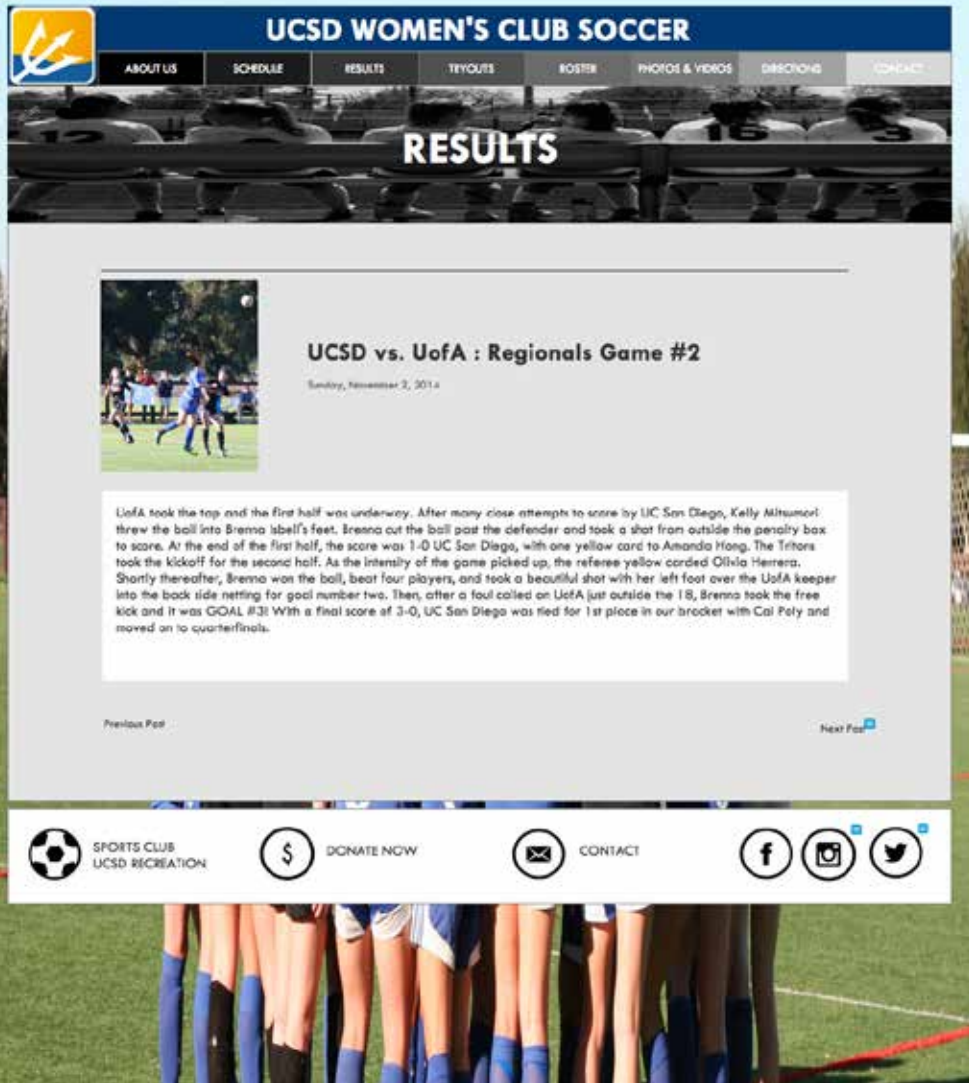 UCSD WOMEN'S CLUB SOCCER
ABOUT US SCHEDULE RESULTS TRYOUTS ROSTER PHOTOS & VIDEOS DIRECTIONS CONTACT
12 16 3
RESULTS
UCSD vs. UofA : Regionals Game #2
Sunday, November 2, 2014
UofA took the tap and the first half was underway. After many close attempts to score by UC San Diego, Kelly Mitsumori
threw the ball into Brenna Isbell's feet. Brenna cut the ball past the defender and took a shot from outside the penalty box
to score. At the end of the first half, the score was 1-0 UC San Diego, with one yellow card to Amanda Hong. The Tritons
took the kickoff for the second half. As the intensity of the game picked up, the referee yellow carded Olivia Herrera.
Shortly thereafter, Brenna won the ball, beat four players, and took a beautiful shot with her left foot over the UofA keeper
into the back side netting for goal number two. Then, after a foul called on UofA just outside the 18, Brenna took the free
kick and it was GOAL #3! With a final score of 3-0, UC San Diego was tied for 1st place in our bracket with Cal Poly and
moved on to quarterfinals.
Previous Post
Next Post
SPORTS CLUB
UCSD RECREATION
$ DONATE NOW
CONTACT
f